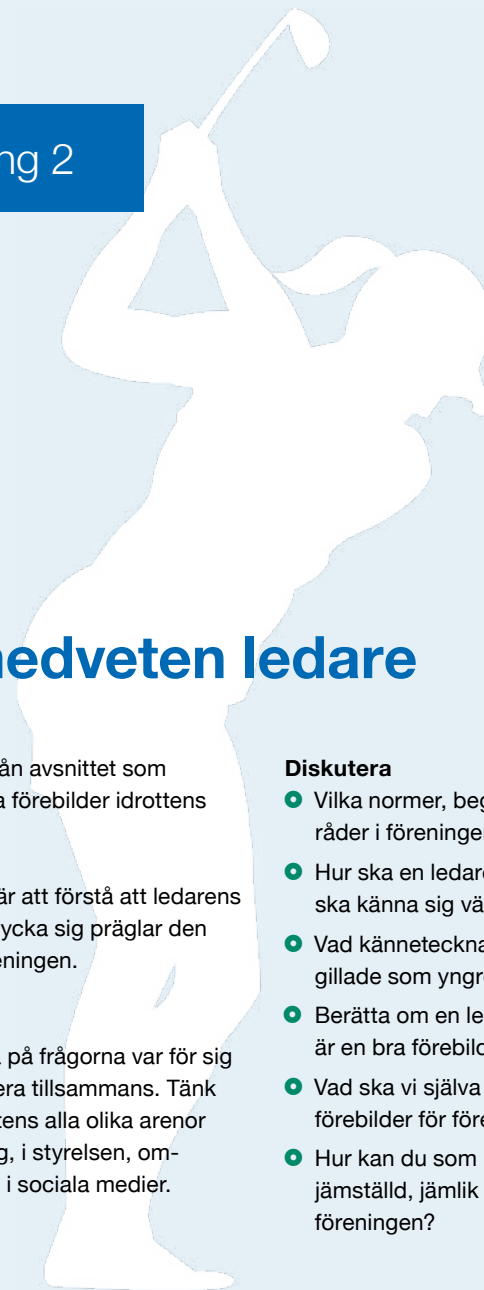 ng 2
medveten ledare
ån avsnittet som
a förebilder idrottens
är att förstå att ledarens
ycka sig präglar den
eningen.
på frågorna var för sig
era tillsammans. Tänk
tens alla olika arenor
g, i styrelsen, om-
i sociala medier.
Diskutera
Vilka normer, beg
råder i föreningen
Hur ska en ledare
ska känna sig vä
Vad känneteckna
gillade som yngre
Berätta om en le
är en bra förebild
Vad ska vi själva
förebilder för före
Hur kan du som
jämställd, jämlik
föreningen?